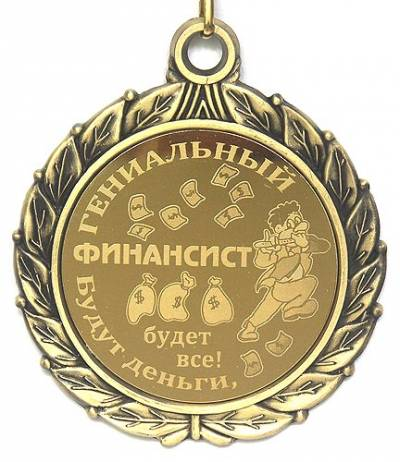 ГЕНИАЛЬНЫЙ
ФИНАНСИСТ
Будут деньги,
будет
все!
$
$
$